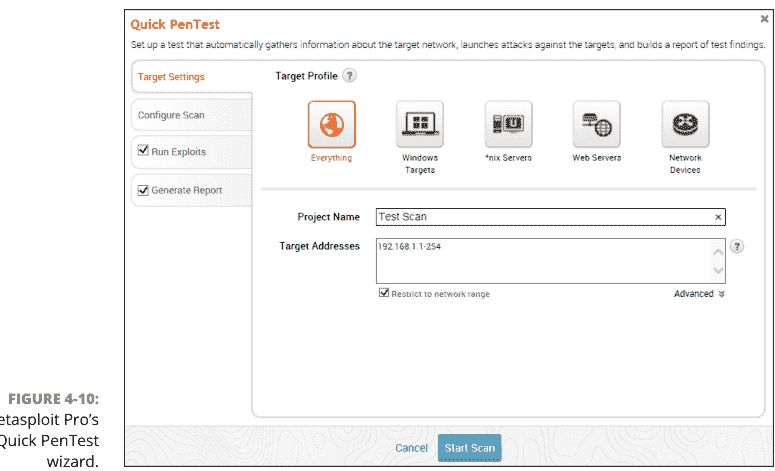 Quick PenTest
Set up a test that automatically gathers information about the target network, launches attacks against the targets, and builds a report of test findings.
Target Settings
Configure Scan
Run Exploits
Generate Report
Target Profile ?
Everything
Windows
Targets
*nix Servers
Web Servers
Network
Devices
Project Name
Test Scan
Target Addresses
192.168.1.1-254
?
Restrict to network range
Advanced
Cancel
Start Scan
FIGURE 4-10:
etasploit Pro's
Quick PenTest
wizard.